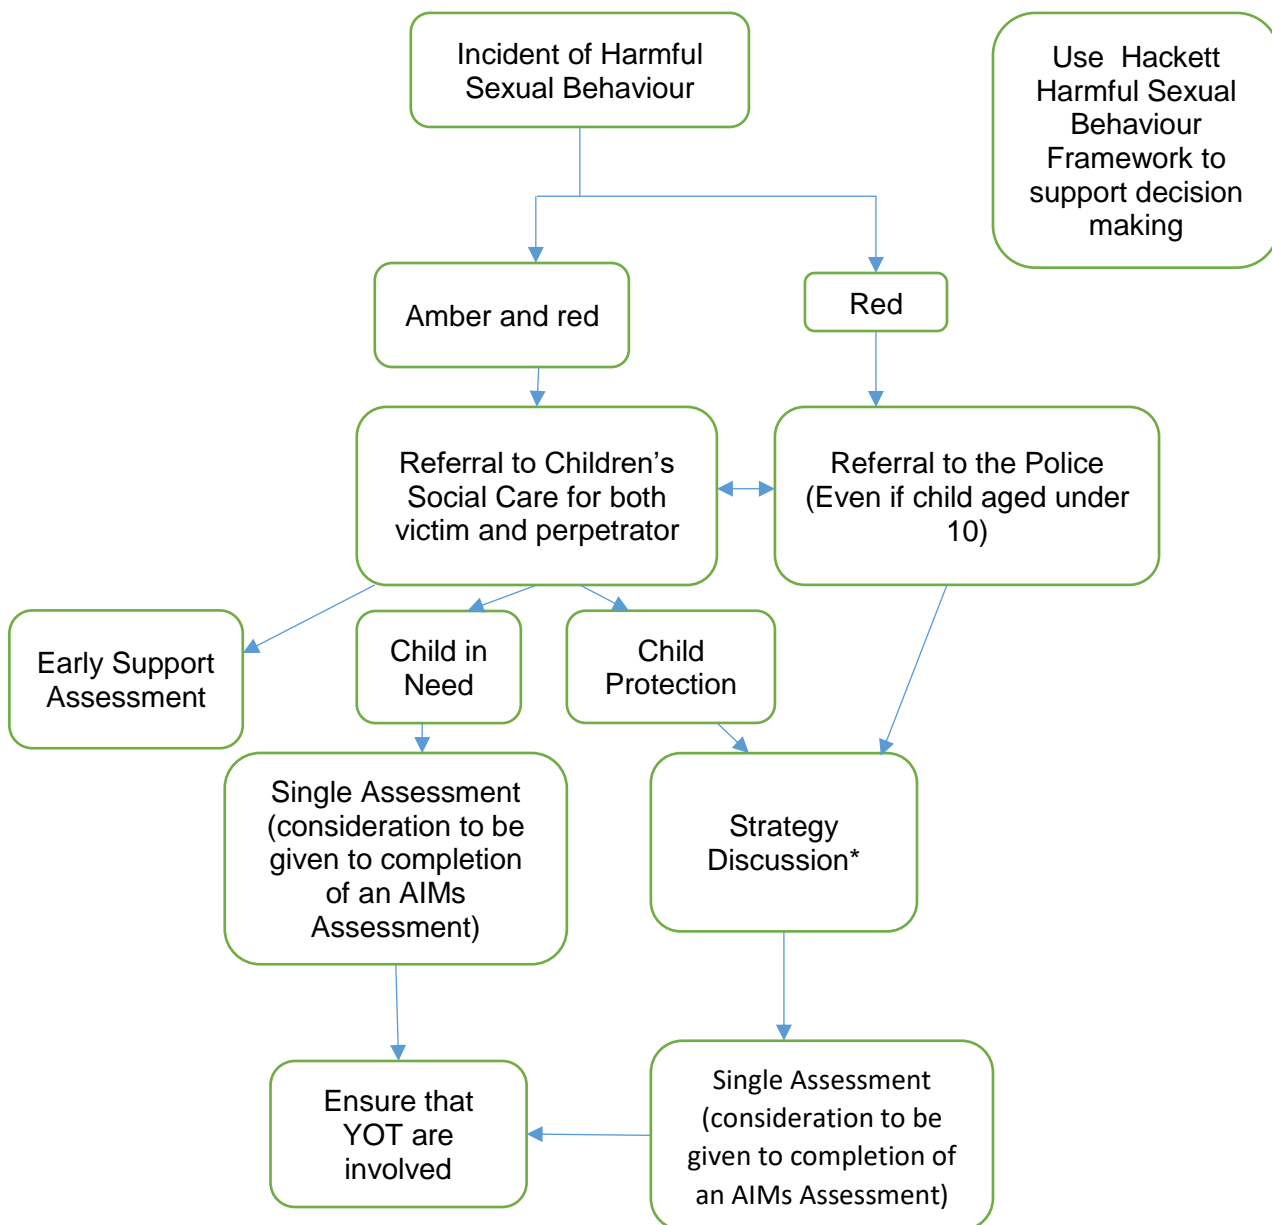 Incident of Harmful
Sexual Behaviour
Use Hackett
Harmful Sexual
Behaviour
Framework to
support decision
making
Amber and red
Red
Referral to Children’s
Social Care for both
victim and perpetrator
Referral to the Police
(Even if child aged under
10)
Early Support
Assessment
Child in
Need
Child
Protection
Single Assessment
(consideration to be
given to completion
of an AIMs
Assessment)
Strategy
Discussion*
Ensure that
YOT are
involved
Single Assessment
(consideration to be
given to completion of
an AIMs Assessment)